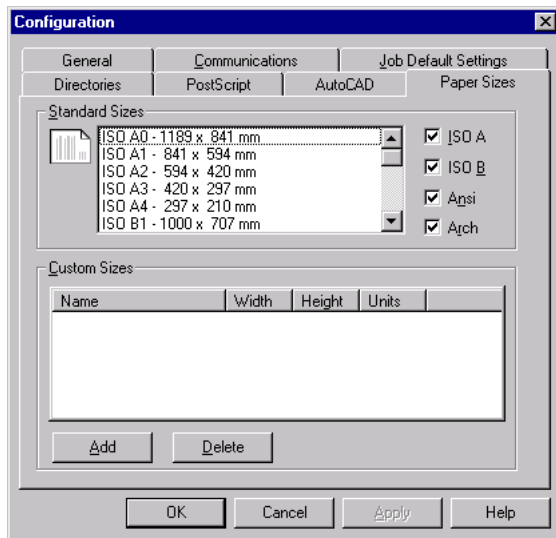 Configuration
General Communications Job Default Settings
Directories PostScript AutoCAD Paper Sizes
Standard Sizes
ISO A0 - 1189 x 841 mm
ISO A1 - 841 x 594 mm
ISO A2 - 594 x 420 mm
ISO A3 - 420 x 297 mm
ISO A4 - 297 x 210 mm
ISO B1 - 1000 x 707 mm
ISO A
ISO B
Ansi
Arch
Custom Sizes
Name Width Height Units
Add Delete
OK Cancel Apply Help